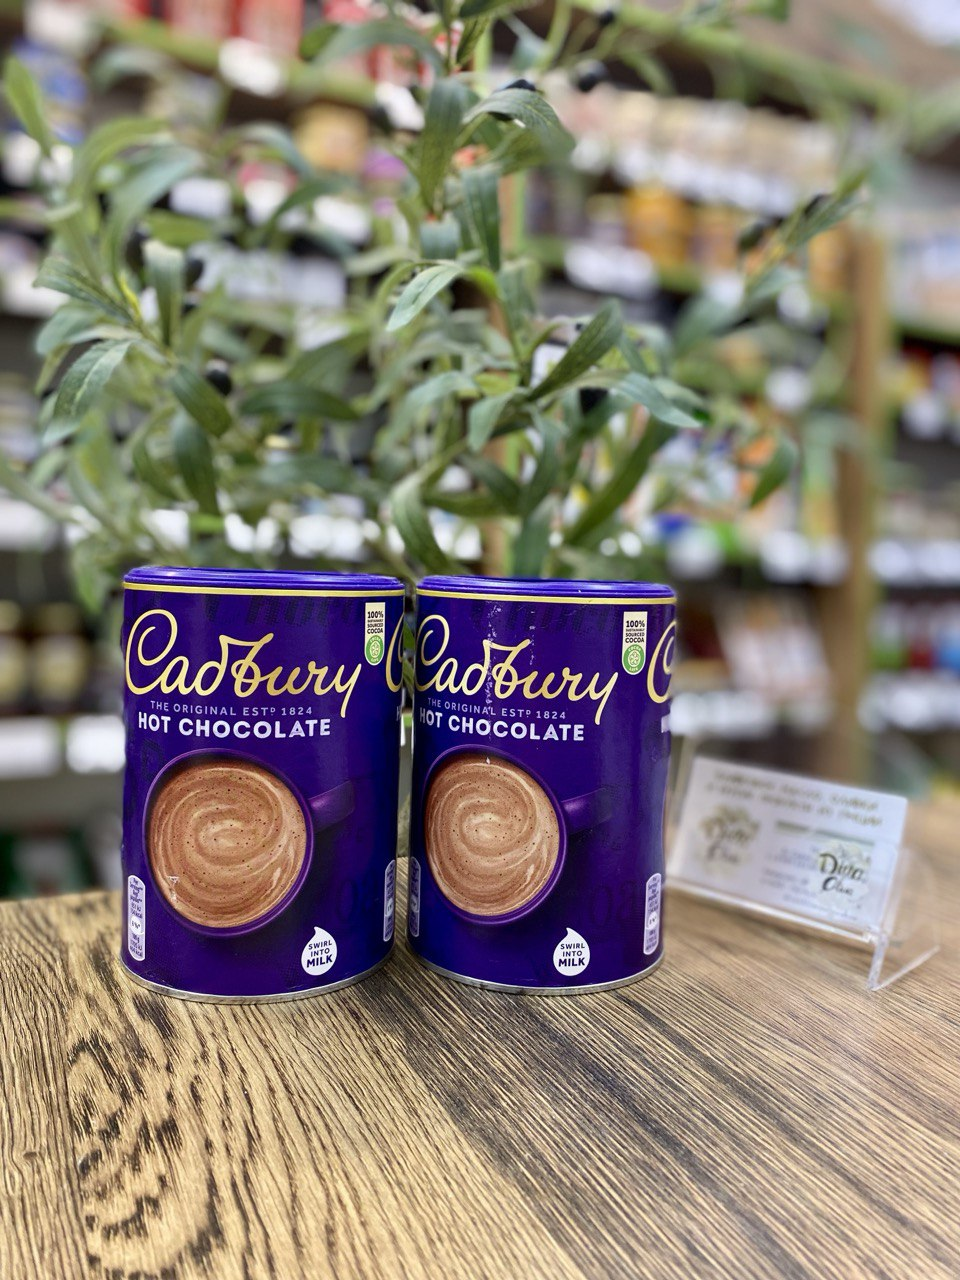 Cadbury
THE ORIGINAL ESTD 1824
HOT CHOCOLATE
100%
SUSTAINABLY
SOURCED
COCOA
SWIRL
INTO
MILK
Cadbury
THE ORIGINAL ESTD 1824
HOT CHOCOLATE
100%
SUSTAINABLY
SOURCED
COCOA
SWIRL
INTO
MILK
Diva
Oliva